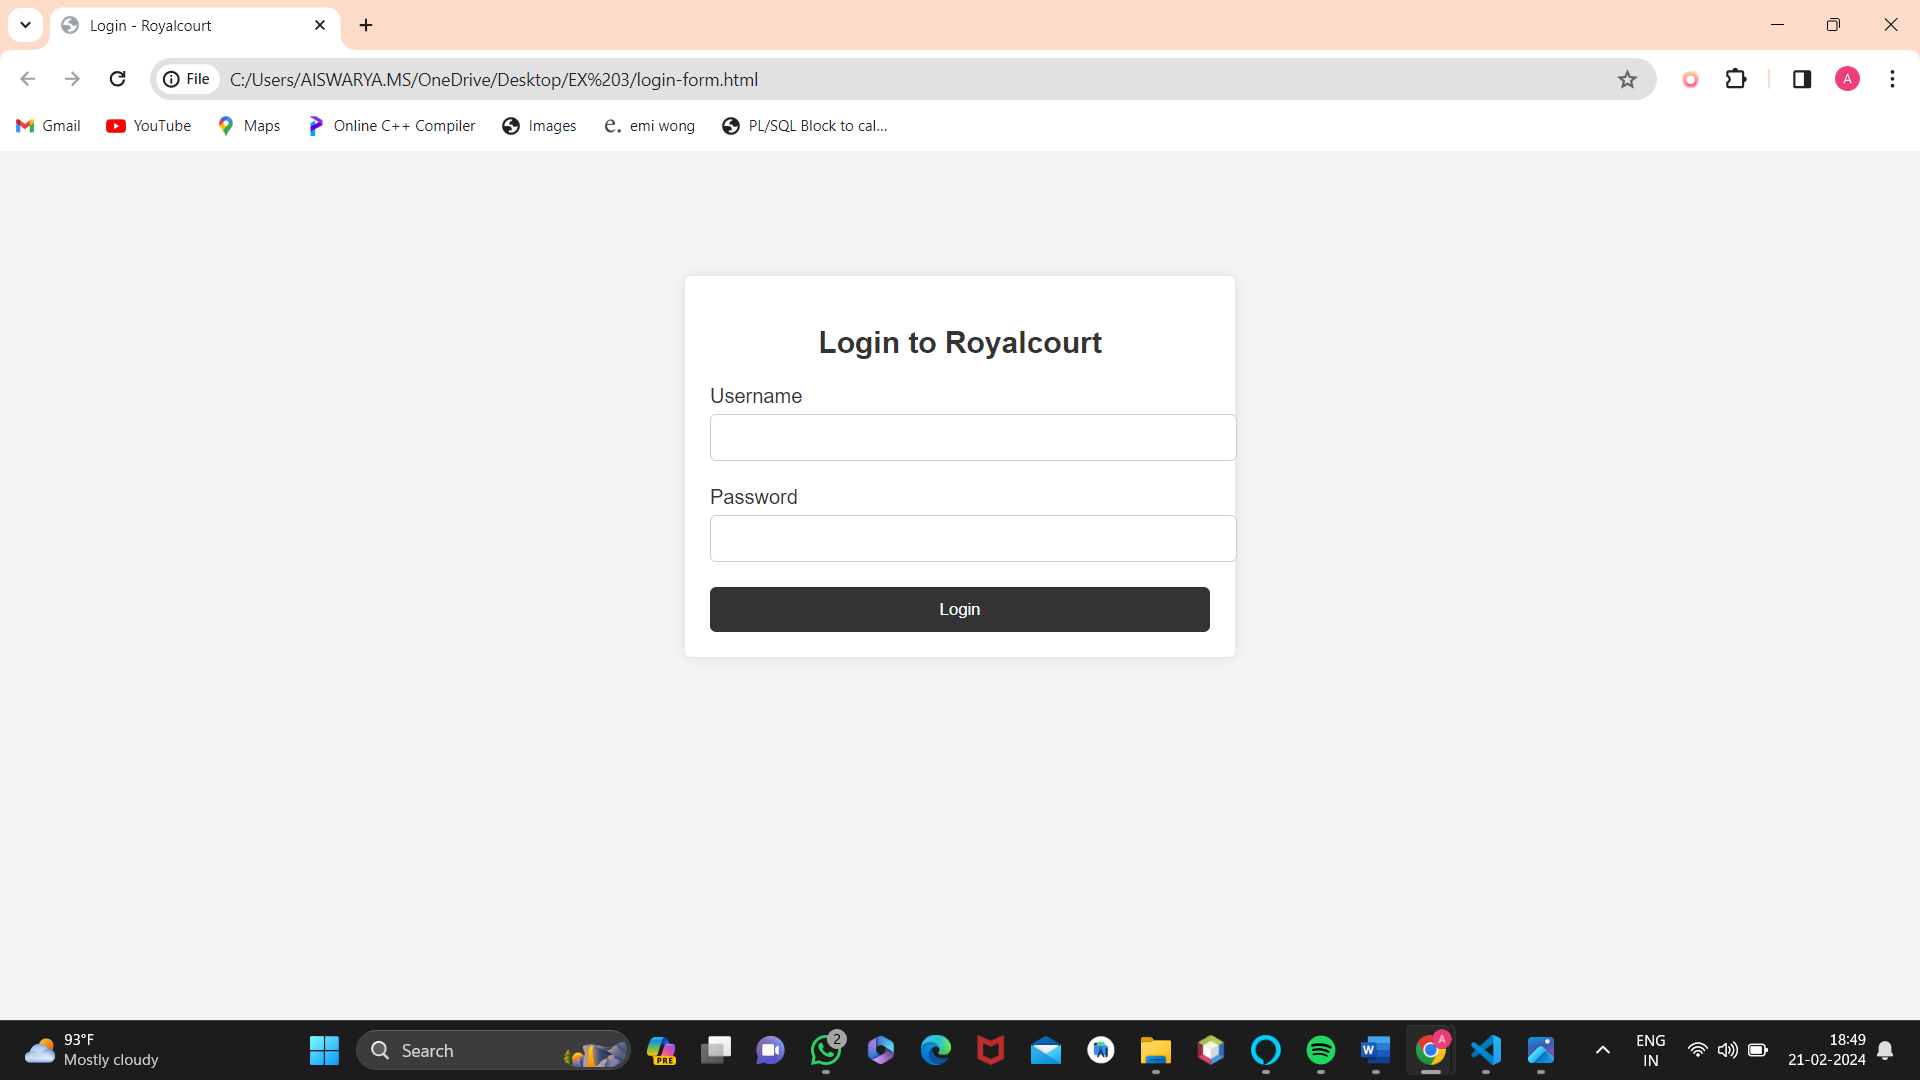 Login - Royalcourt
File
C:/Users/AISWARYA.MS/OneDrive/Desktop/EX%203/login-form.html
A
Gmail
YouTube
Maps
Online C++ Compiler
Images
e. emi wong
PL/SQL Block to cal...
Login to Royalcourt
Username
Password
Login
93°F
Mostly cloudy
Search
PRE
2
W
A
ENG
IN
18:49
21-02-2024